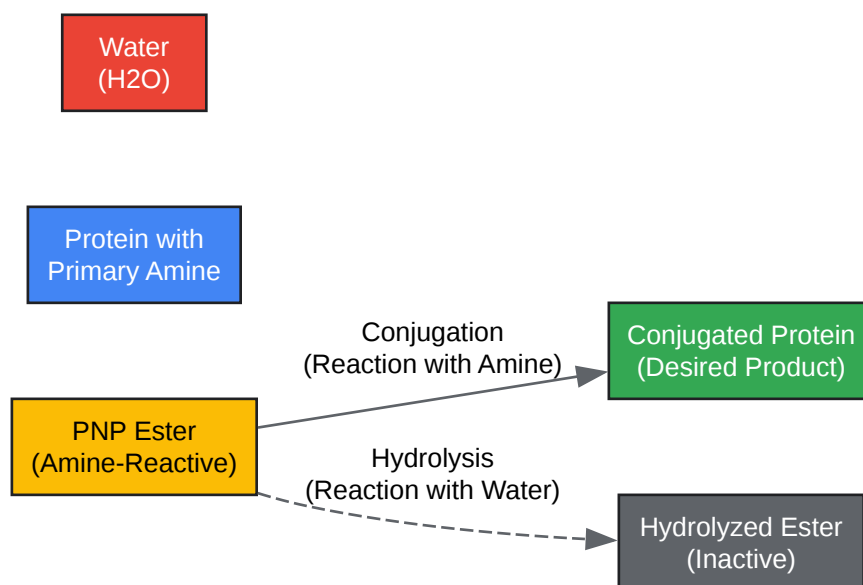 Water
(H2O)
Protein with
Primary Amine
Conjugation
(Reaction with Amine)
Conjugated Protein
(Desired Product)
PNP Ester
(Amine-Reactive)
Hydrolysis
(Reaction with Water)
Hydrolyzed Ester
(Inactive)